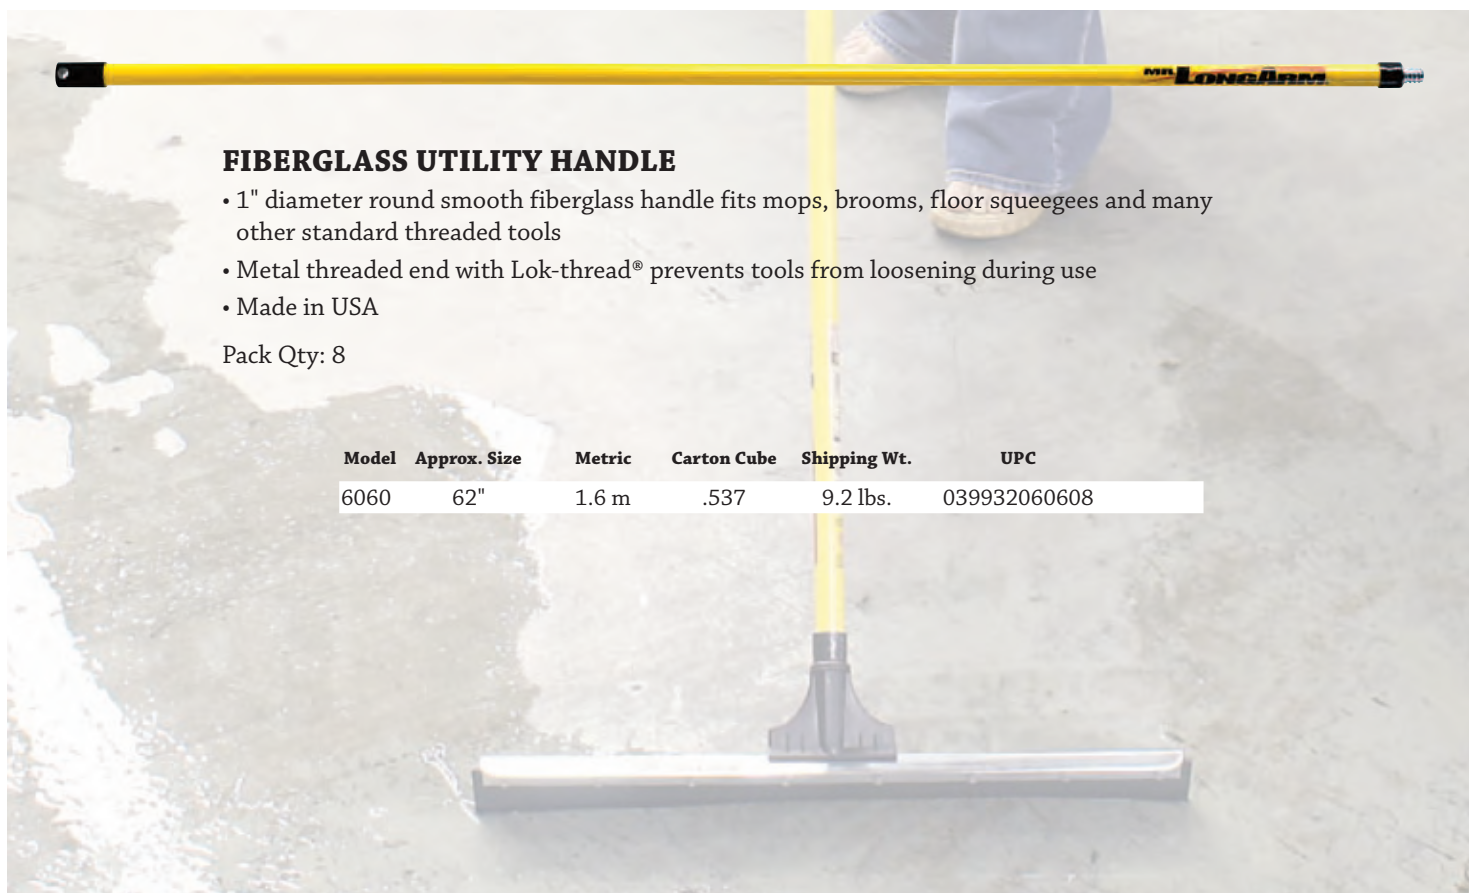 MR. LONGARM
FIBERGLASS UTILITY HANDLE
• 1" diameter round smooth fiberglass handle fits mops, brooms, floor squeegees and many
other standard threaded tools
• Metal threaded end with Lok-thread® prevents tools from loosening during use
• Made in USA
Pack Qty: 8
Model Approx. Size Metric Carton Cube Shipping Wt. UPC
6060 62" 1.6 m .537 9.2 lbs. 039932060608